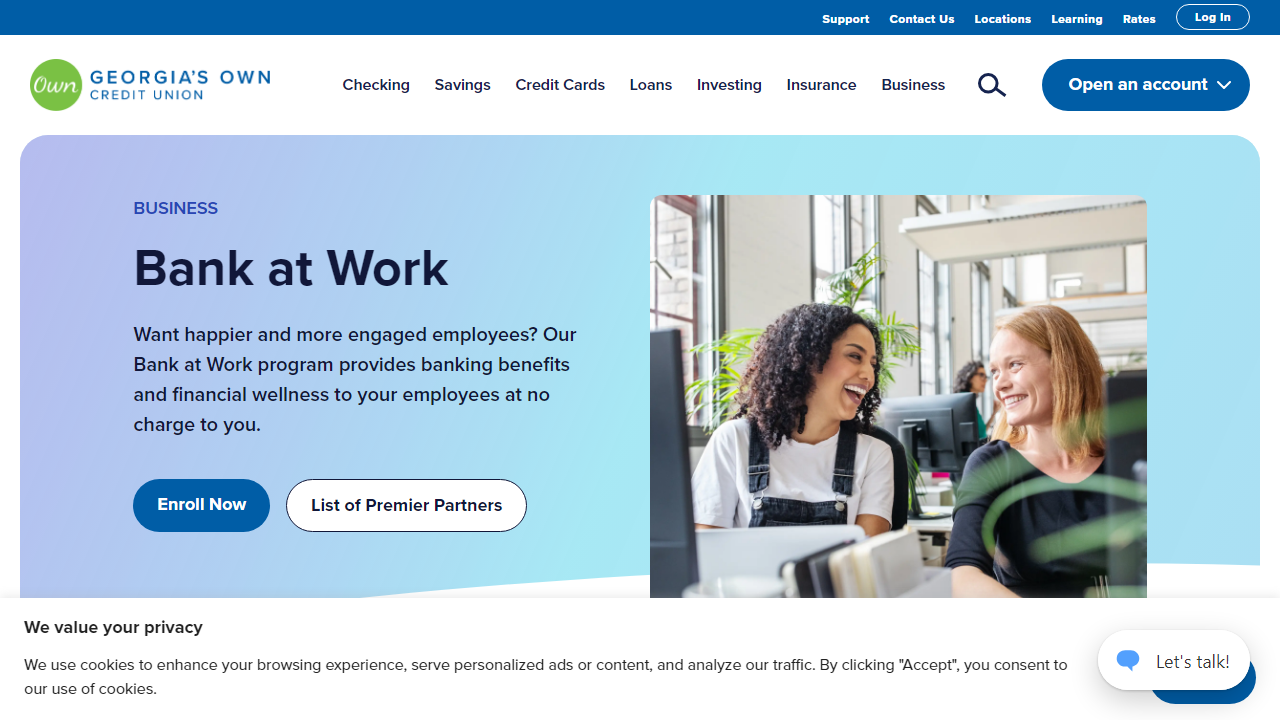 Support Contact Us Locations Learning Rates Log In
Own GEORGIA'S OWN
CREDIT UNION
Checking Savings Credit Cards Loans Investing Insurance Business Open an account
BUSINESS
Bank at Work
Want happier and more engaged employees? Our
Bank at Work program provides banking benefits
and financial wellness to your employees at no
charge to you.
Enroll Now List of Premier Partners
We value your privacy
We use cookies to enhance your browsing experience, serve personalized ads or content, and analyze our traffic. By clicking "Accept", you consent to
our use of cookies.
Let's talk!